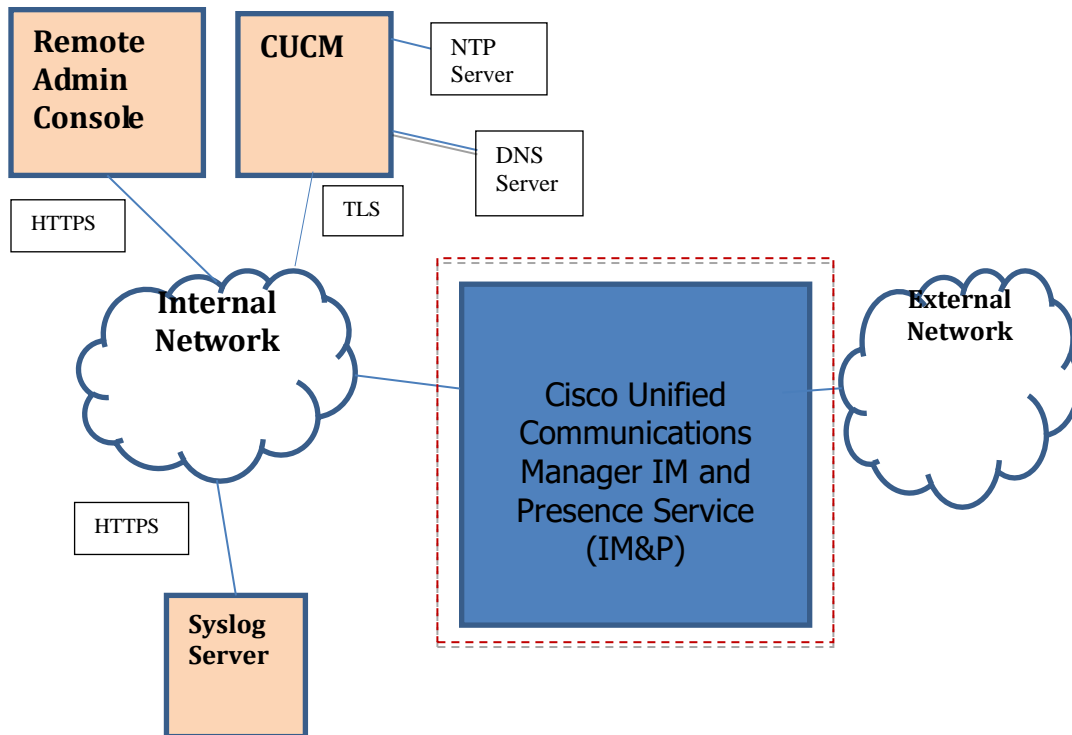 Remote
Admin
Console
CUCM
NTP
Server
DNS
Server
HTTPS
TLS
Internal
Network
External
Network
Cisco Unified
Communications
Manager IM and
Presence Service
(IM&P)
HTTPS
Syslog
Server